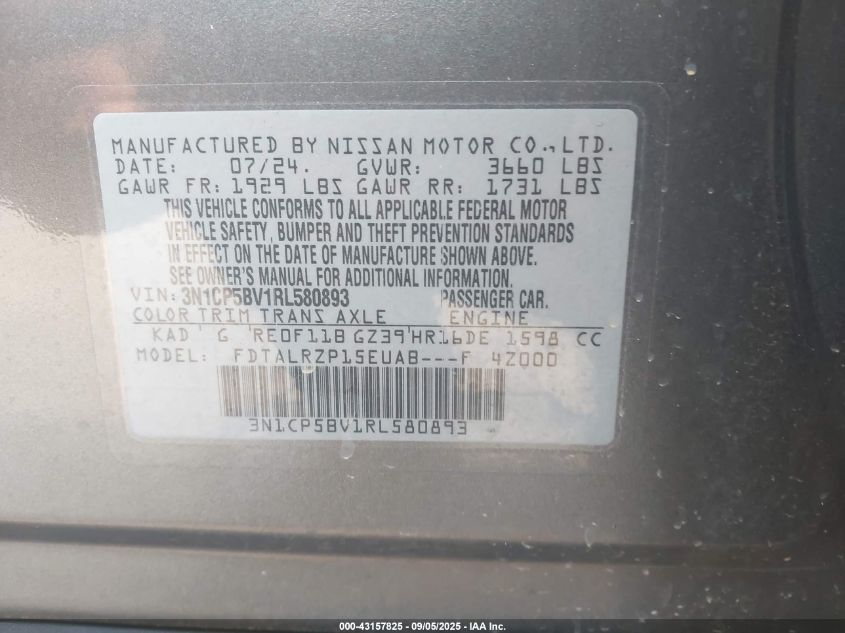 MANUFACTURED BY NISSAN MOTOR CO., LTD.
DATE: 07/24. GVWR: 3660 LBS
GAWR FR: 1929 LBS GAWR RR: 1731 LBS
THIS VEHICLE CONFORMS TO ALL APPLICABLE FEDERAL MOTOR
VEHICLE SAFETY, BUMPER AND THEFT PREVENTION STANDARDS
IN EFFECT ON THE DATE OF MANUFACTURE SHOWN ABOVE.
SEE OWNER'S MANUAL FOR ADDITIONAL INFORMATION.
VIN: 3N1CP5BV1RL580893 PASSENGER CAR.
COLOR TRIM TRANS AXLE ENGINE
KAD G RE0F11B GZ39 HR16DE 1598 CC
MODEL: FDTALRZP15EUAB---F 4Z000
3N1CP5BV1RL580893
000-43157825 - 09/05/2025 - IAA Inc.